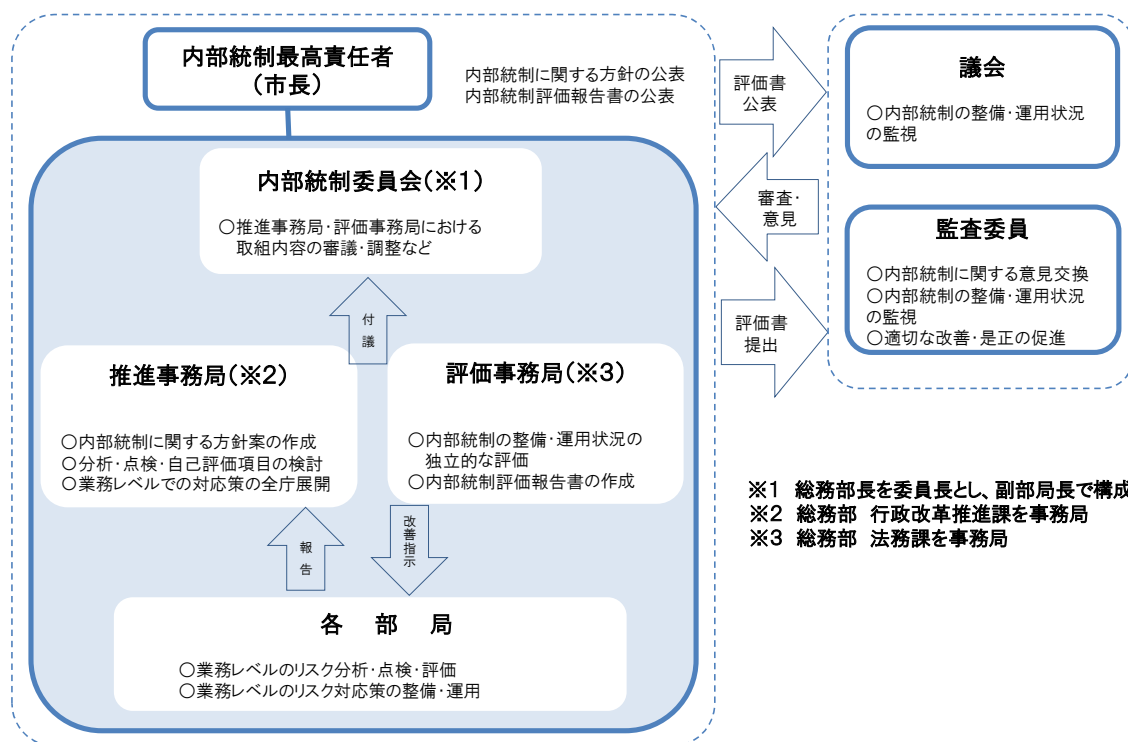 内部統制最高責任者
(市長)
内部統制に関する方針の公表
内部統制評価報告書の公表
評価書
公表
議会
○内部統制の整備・運用状況
の監視
内部統制委員会(※1)
○推進事務局・評価事務局における
取組内容の審議・調整など
審査・
意見
監査委員
○内部統制に関する意見交換
○内部統制の整備・運用状況
の監視
○適切な改善・是正の促進
付
議
評価書
提出
推進事務局(※2)
○内部統制に関する方針案の作成
○分析・点検・自己評価項目の検討
○業務レベルでの対応策の全庁展開
評価事務局(※3)
○内部統制の整備・運用状況の
独立的な評価
○内部統制評価報告書の作成
※1 総務部長を委員長とし、副部局長で構成
※2 総務部 行政改革推進課を事務局
※3 総務部 法務課を事務局
報
告
改善指示
各 部 局
○業務レベルのリスク分析・点検・評価
○業務レベルのリスク対応策の整備・運用